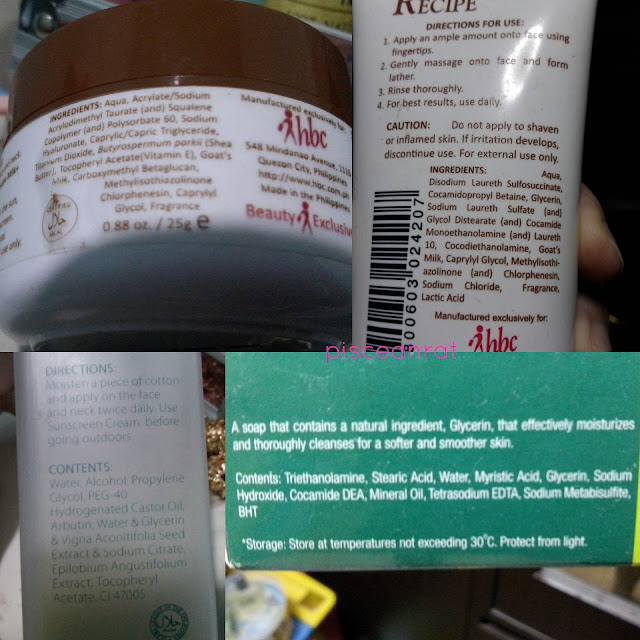 INGREDIENTS: Aqua, Acrylate/Sodium
Acrylodimethyl Taurate (and) Squalene
Copolymer (and) Polysorbate 60, Sodium
Hyaluronate, Caprylic/Capric Triglyceride,
Dioxide, Butyrospermum parkii (Shea
Tocopheryl Acetate(Vitamin E), Goat's
Milk, Carboxymethyl Betaglucan,
Methylisothiazolinone
Chlorphenesin, Caprylyl
Glycol, Fragrance
0.88 oz. / 25g e
Manufactured exclusively for:
hbc
548 Mindanao Avenue,
Quezon City, Philippines
http://www.hbc.com
Made in the Philippines
Beauty Exclusive
RECIPE
DIRECTIONS FOR USE:
1. Apply an ample amount onto face using
fingertips.
2. Gently massage onto face and form
lather.
3. Rinse thoroughly.
4. For best results, use daily.
CAUTION: Do not apply to shaven
or inflamed skin. If irritation develops,
discontinue use. For external use only.
INGREDIENTS: Aqua,
Disodium Laureth Sulfosuccinate,
Cocamidopropyl Betaine, Glycerin,
Sodium Laureth Sulfate (and)
Glycol Distearate (and) Cocamide
Monoethanolamine (and) Laureth
10, Cocodiethanolamine, Goat's
Milk, Caprylyl Glycol, Methylisothi-
azolinone (and) Chlorphenesin,
Sodium Chloride, Fragrance,
Lactic Acid
00603 024207
Manufactured exclusively for:
hbc
pisceanrat
DIRECTIONS:
Moisten a piece of cotton
and apply on the face
and neck twice daily. Use
Sunscreen Cream before
going outdoors.
CONTENTS:
Water, Alcohol, Propylene
Glycol, PEG-40
Hydrogenated Castor Oil,
Arbutin, Water & Glycerin
& Vigna Aconitifolia Seed
Extract & Sodium Citrate,
Epilobium Angustifolium
Extract, Tocopheryl
Acetate, CI 47005
A soap that contains a natural ingredient, Glycerin, that effectively moisturizes
and thoroughly cleanses for a softer and smoother skin.
Contents: Triethanolamine, Stearic Acid, Water, Myristic Acid, Glycerin, Sodium
Hydroxide, Cocamide DEA, Mineral Oil, Tetrasodium EDTA, Sodium Metabisulfite,
BHT
*Storage: Store at temperatures not exceeding 30°C. Protect from light.